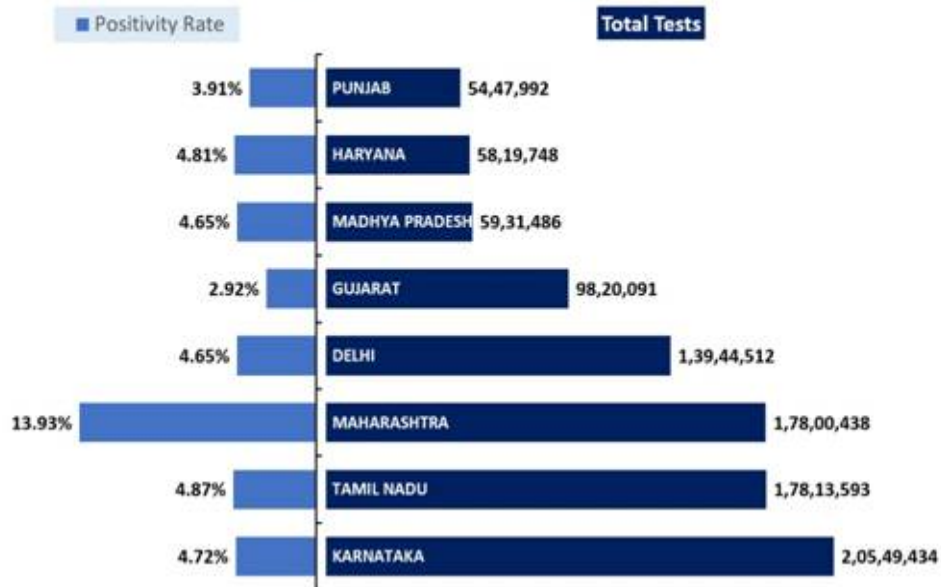 Positivity Rate Total Tests
3.91% PUNJAB 54,47,992
4.81% HARYANA 58,19,748
4.65% MADHYA PRADESH 59,31,486
2.92% GUJARAT 98,20,091
4.65% DELHI 1,39,44,512
13.93% MAHARASHTRA 1,78,00,438
4.87% TAMIL NADU 1,78,13,593
4.72% KARNATAKA 2,05,49,434